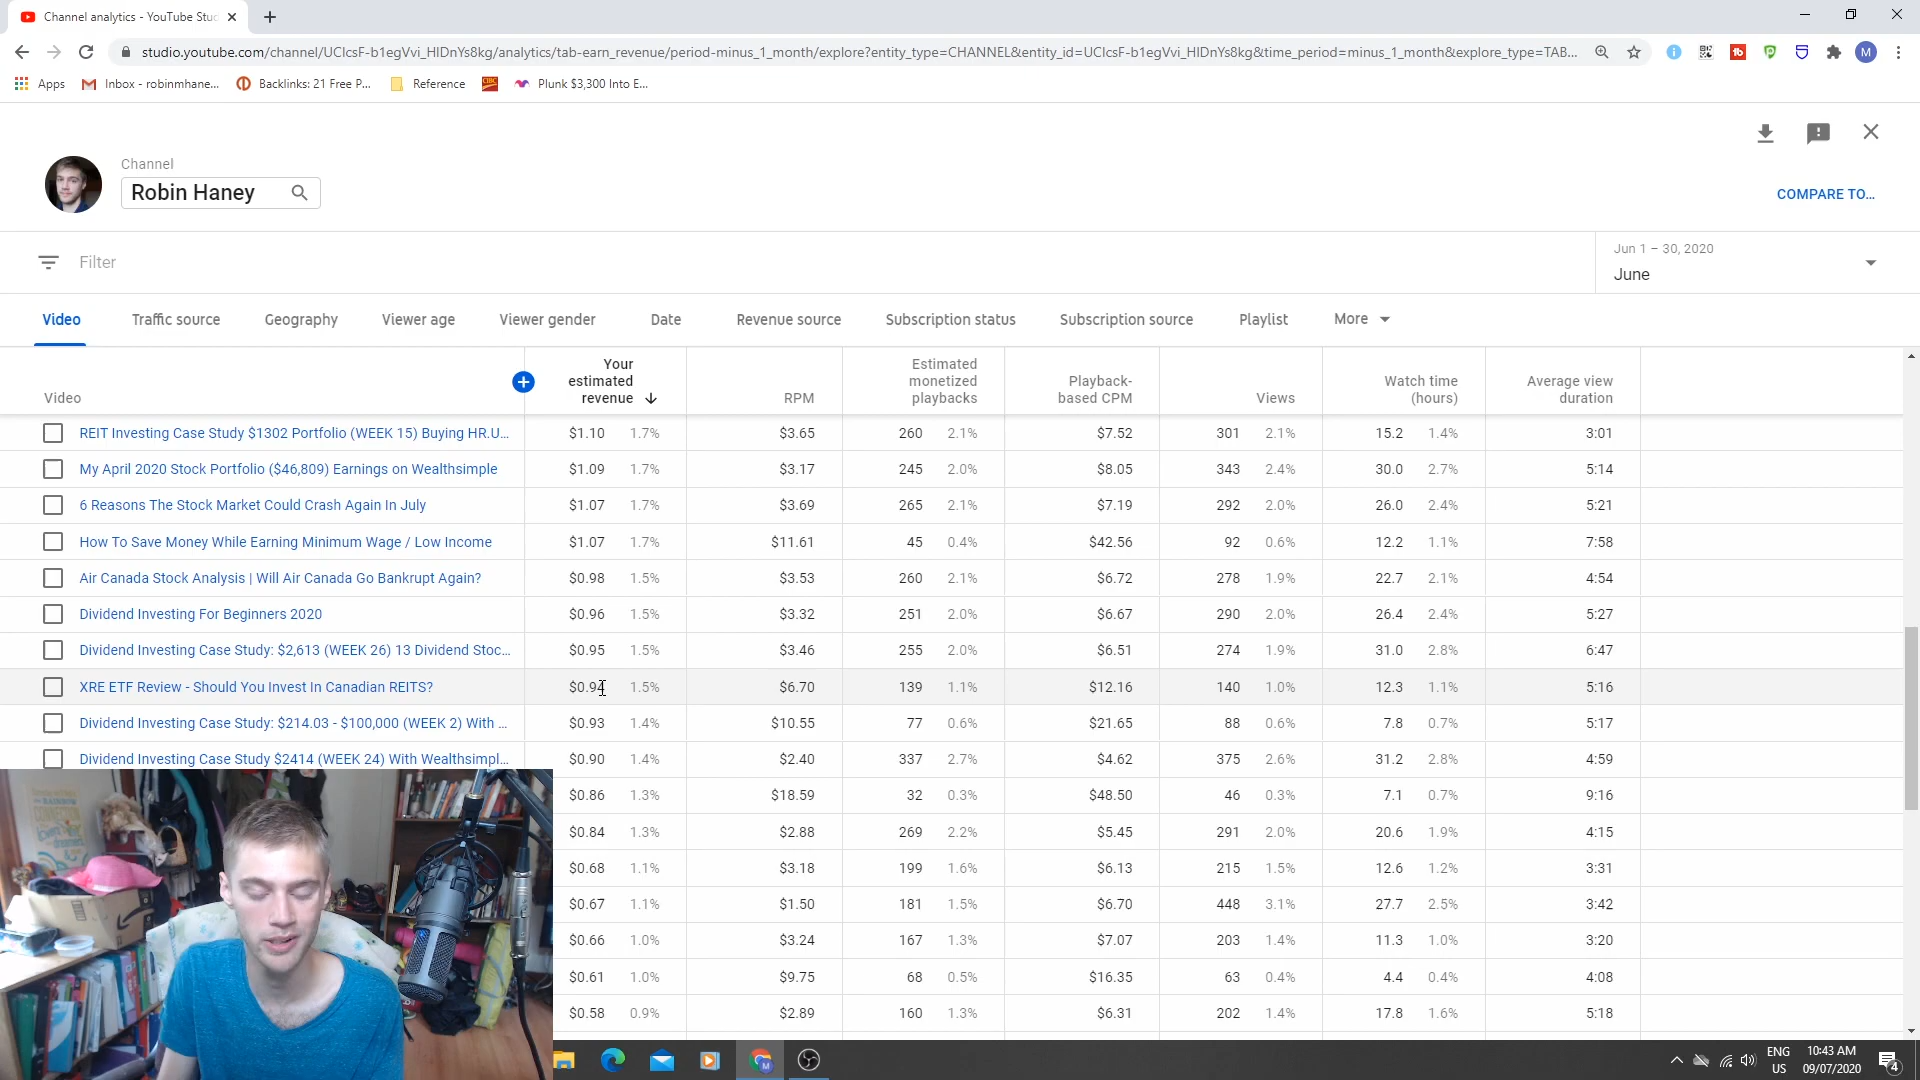 Channel analytics - YouTube Stud
studio.youtube.com/channel/UCIcsF-b1egVvi_HIDnYs8kg/analytics/tab-earn_revenue/period-minus_1_month/explore?entity_type=CHANNEL&entity_id=UCIcsF-b1egVvi_HIDnYs8kg&time_period=minus_1_month&explore_type=TAB...
Apps Inbox - robinmhane... Backlinks: 21 Free P... Reference CIBC Plunk $3,300 Into E...
Channel
Robin Haney
COMPARE TO...
Filter
Jun 1 – 30, 2020
June
Video Traffic source Geography Viewer age Viewer gender Date Revenue source Subscription status Subscription source Playlist More
Video Your estimated revenue RPM Estimated monetized playbacks Playback-based CPM Views Watch time (hours) Average view duration
REIT Investing Case Study $1302 Portfolio (WEEK 15) Buying HR.U... $1.10 1.7% $3.65 260 2.1% $7.52 301 2.1% 15.2 1.4% 3:01
My April 2020 Stock Portfolio ($46,809) Earnings on Wealthsimple $1.09 1.7% $3.17 245 2.0% $8.05 343 2.4% 30.0 2.7% 5:14
6 Reasons The Stock Market Could Crash Again In July $1.07 1.7% $3.69 265 2.1% $7.19 292 2.0% 26.0 2.4% 5:21
How To Save Money While Earning Minimum Wage / Low Income $1.07 1.7% $11.61 45 0.4% $42.56 92 0.6% 12.2 1.1% 7:58
Air Canada Stock Analysis | Will Air Canada Go Bankrupt Again? $0.98 1.5% $3.53 260 2.1% $6.72 278 1.9% 22.7 2.1% 4:54
Dividend Investing For Beginners 2020 $0.96 1.5% $3.32 251 2.0% $6.67 290 2.0% 26.4 2.4% 5:27
Dividend Investing Case Study: $2,613 (WEEK 26) 13 Dividend Stoc... $0.95 1.5% $3.46 255 2.0% $6.51 274 1.9% 31.0 2.8% 6:47
XRE ETF Review - Should You Invest In Canadian REITS? $0.94 1.5% $6.70 139 1.1% $12.16 140 1.0% 12.3 1.1% 5:16
Dividend Investing Case Study: $214.03 - $100,000 (WEEK 2) With ... $0.93 1.4% $10.55 77 0.6% $21.65 88 0.6% 7.8 0.7% 5:17
Dividend Investing Case Study $2414 (WEEK 24) With Wealthsimpl... $0.90 1.4% $2.40 337 2.7% $4.62 375 2.6% 31.2 2.8% 4:59
$0.86 1.3% $18.59 32 0.3% $48.50 46 0.3% 7.1 0.7% 9:16
$0.84 1.3% $2.88 269 2.2% $5.45 291 2.0% 20.6 1.9% 4:15
$0.68 1.1% $3.18 199 1.6% $6.13 215 1.5% 12.6 1.2% 3:31
$0.67 1.1% $1.50 181 1.5% $6.70 448 3.1% 27.7 2.5% 3:42
$0.66 1.0% $3.24 167 1.3% $7.07 203 1.4% 11.3 1.0% 3:20
$0.61 1.0% $9.75 68 0.5% $16.35 63 0.4% 4.4 0.4% 4:08
$0.58 0.9% $2.89 160 1.3% $6.31 202 1.4% 17.8 1.6% 5:18
ENG 10:43 AM
US 09/07/2020 4